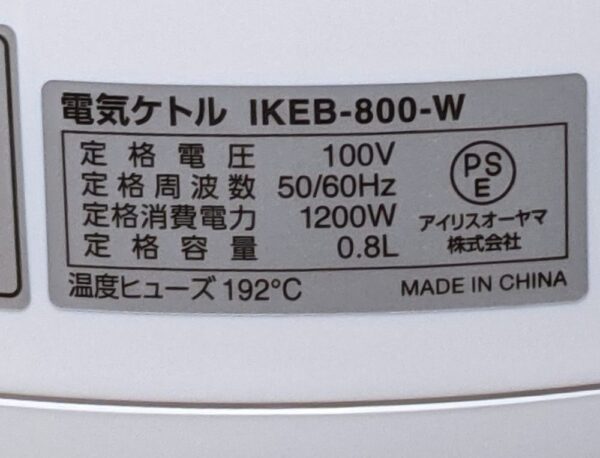 電気ケトル IKEB-800-W
定格電圧 100V
定格周波数 50/60Hz
定格消費電力 1200W
定格容量 0.8L
PS
E
アイリスオーヤマ
株式会社
温度ヒューズ 192°C
MADE IN CHINA